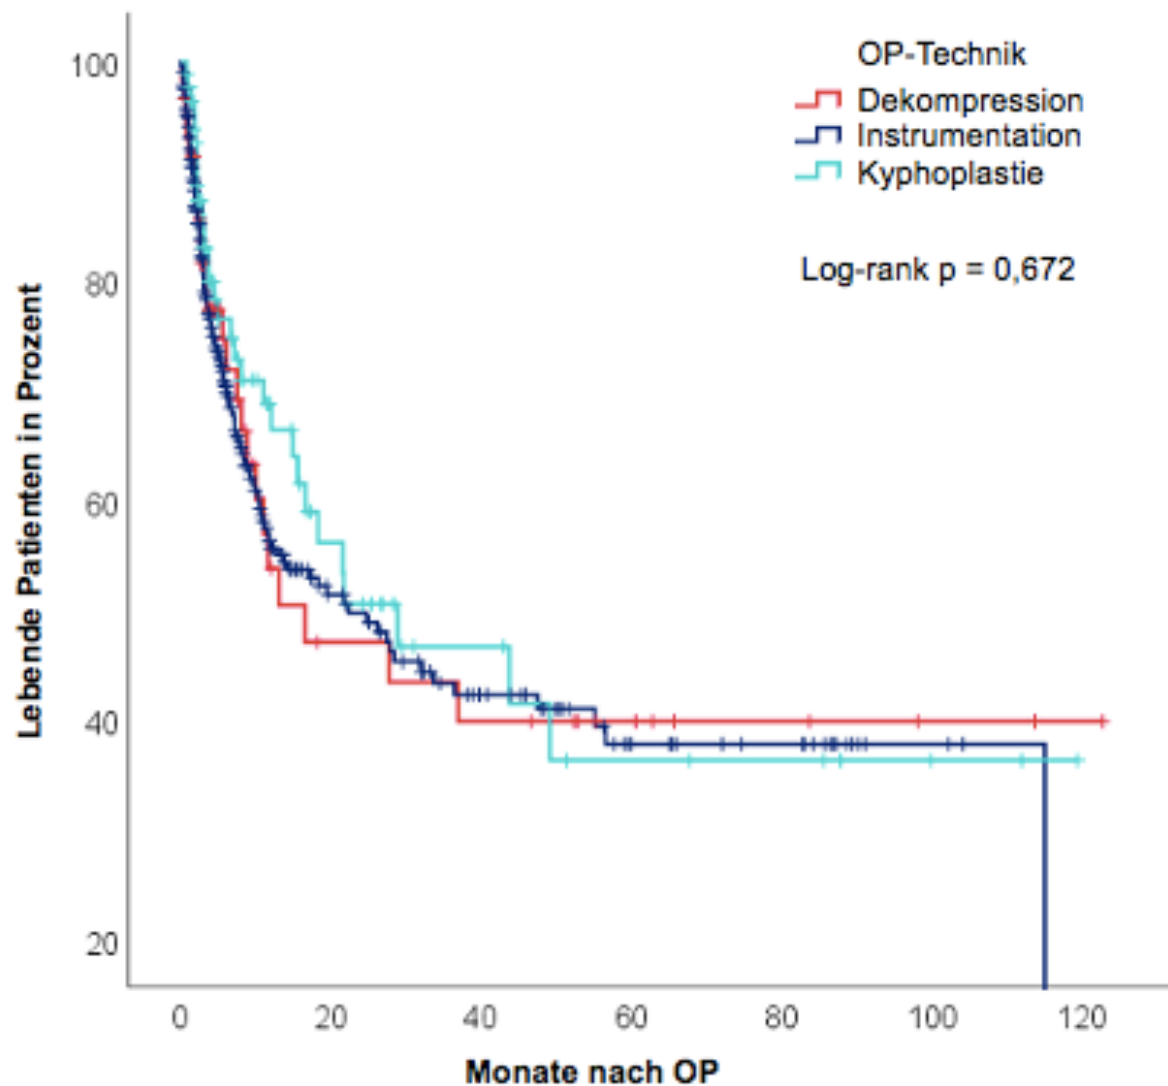 OP-Technik
Dekompression
Instrumentation
Kyphoplastie
Log-rank p = 0,672
Lebende Patienten in Prozent
100
80
60
40
20
0 20 40 60 80 100 120
Monate nach OP